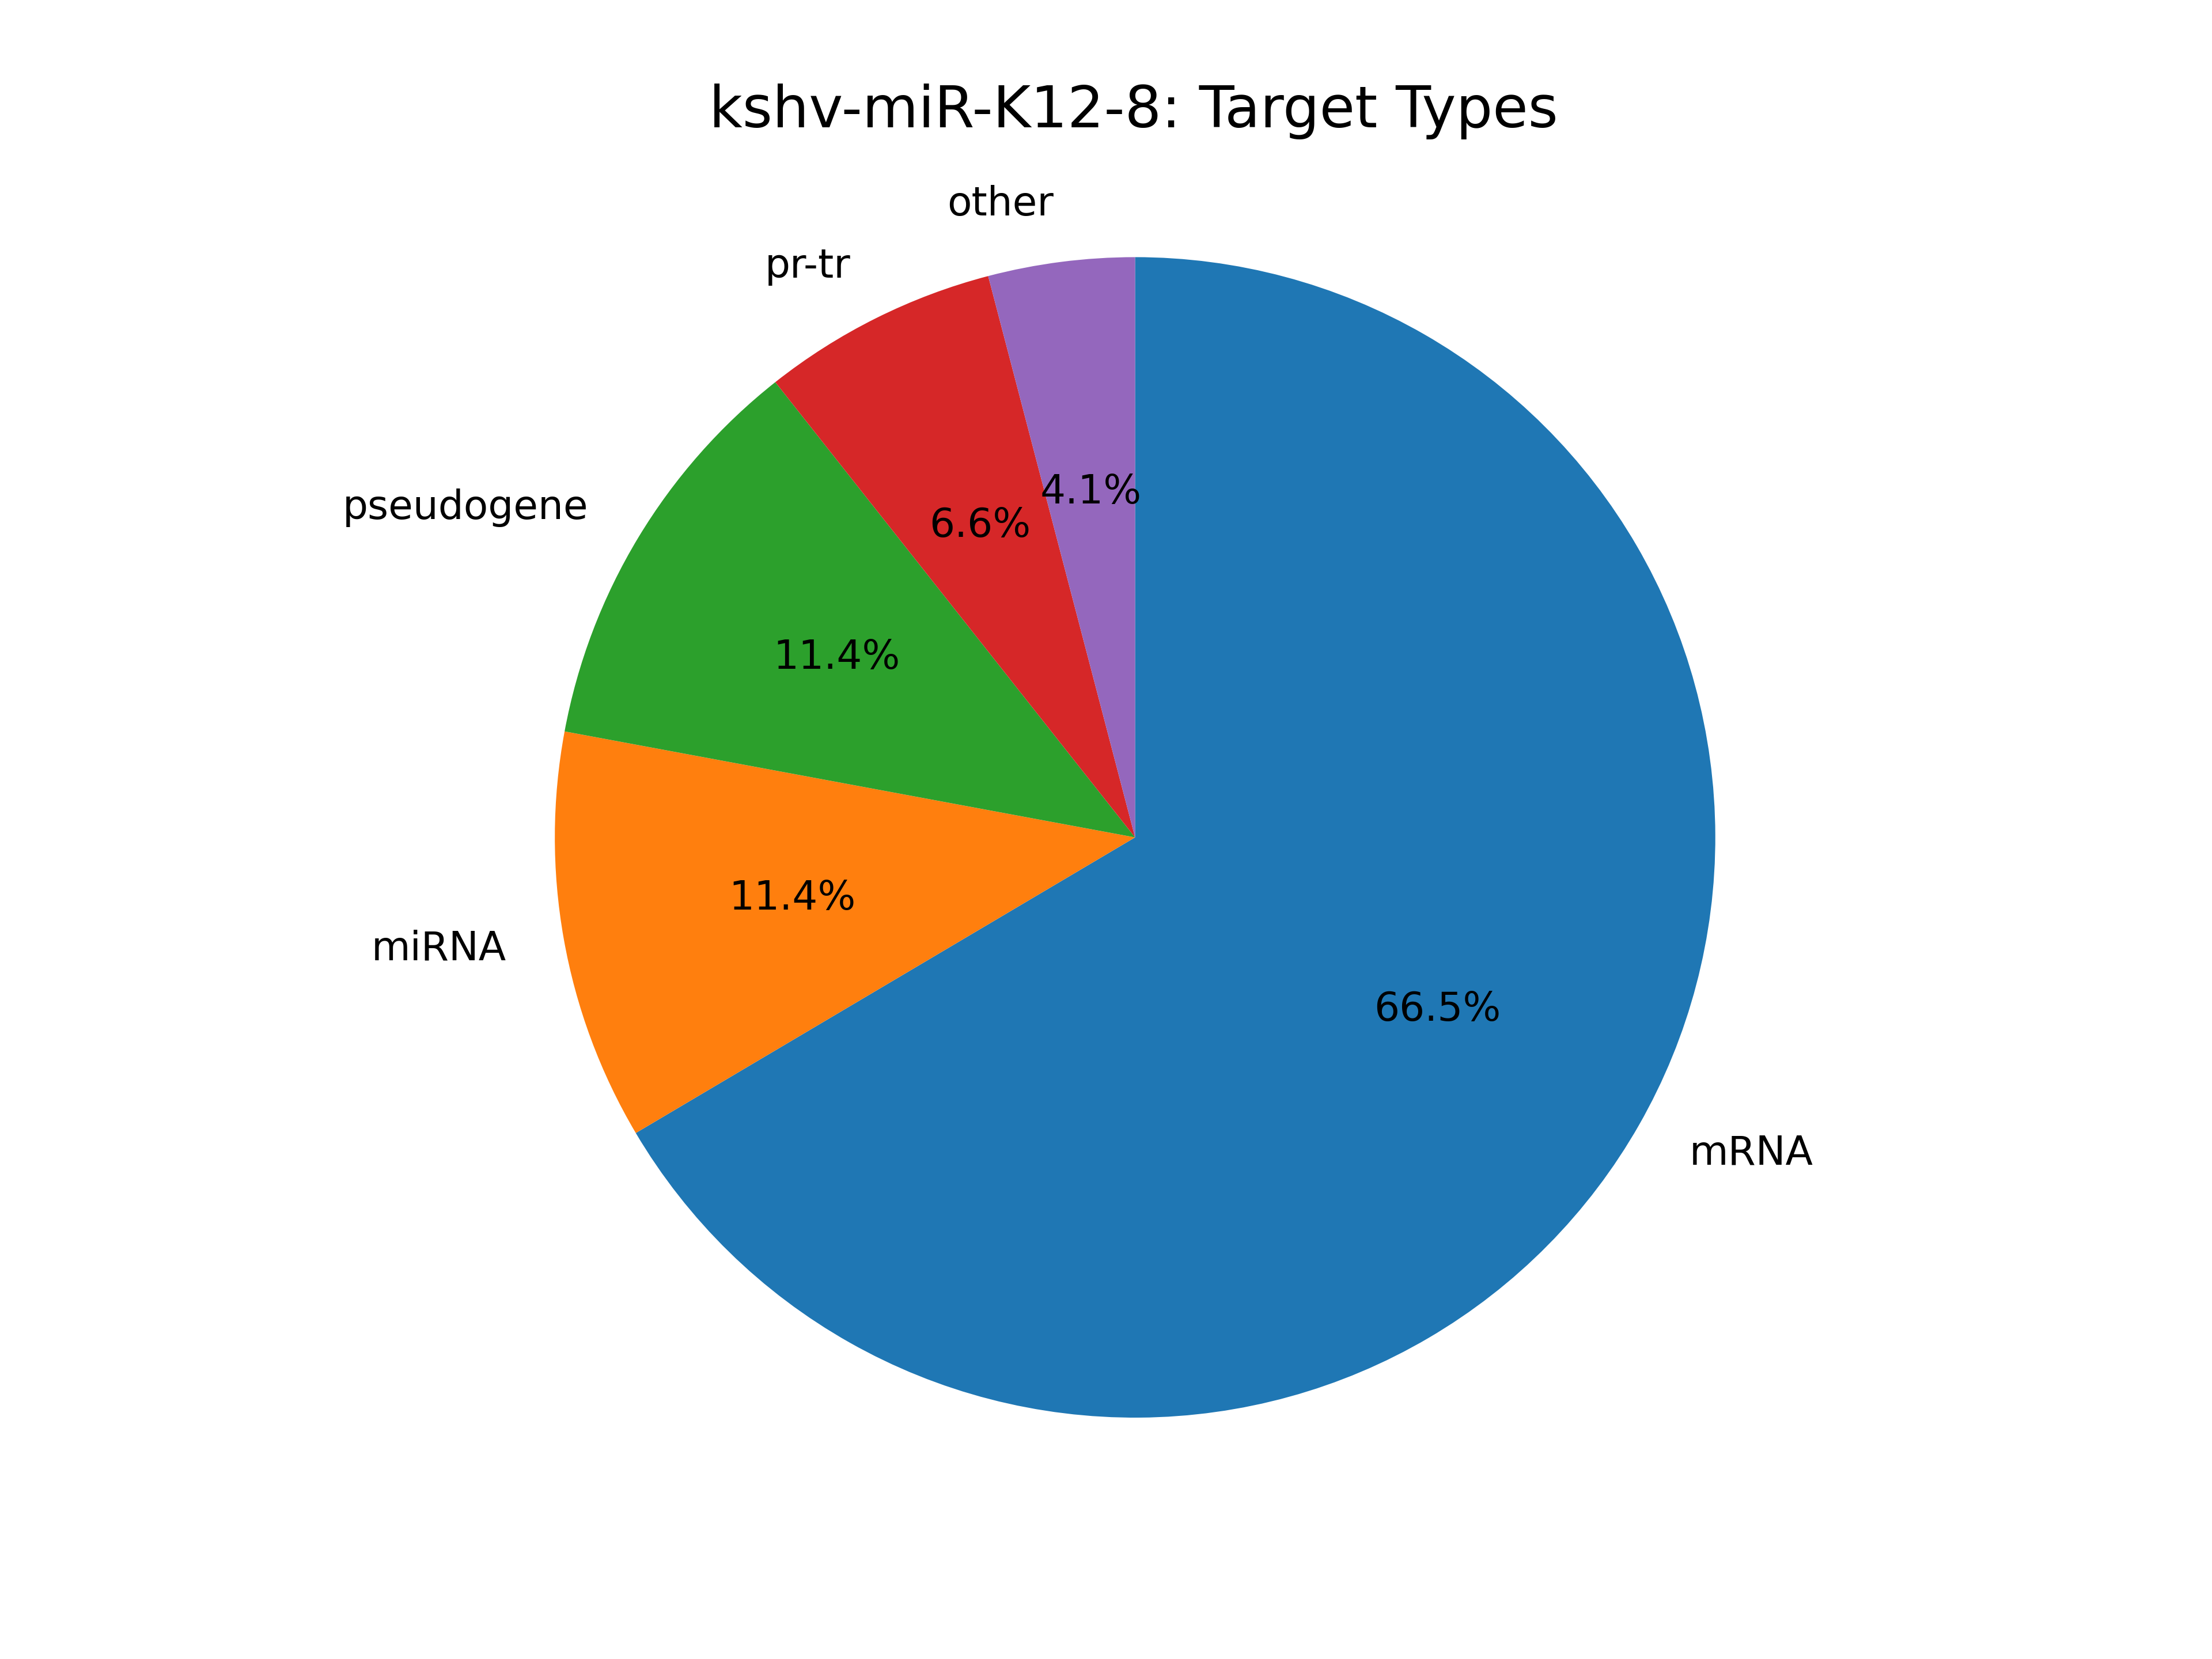 kshv-miR-K12-8: Target Types
other
pr-tr
4.1%
6.6%
pseudogene
11.4%
11.4%
miRNA
66.5%
mRNA